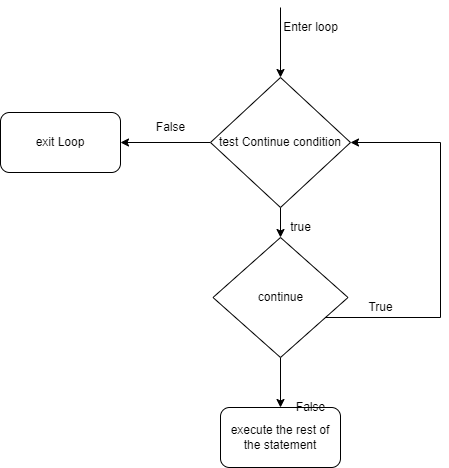 Enter loop
False
exit Loop
test Continue condition
true
continue
True
False
execute the rest of
the statement